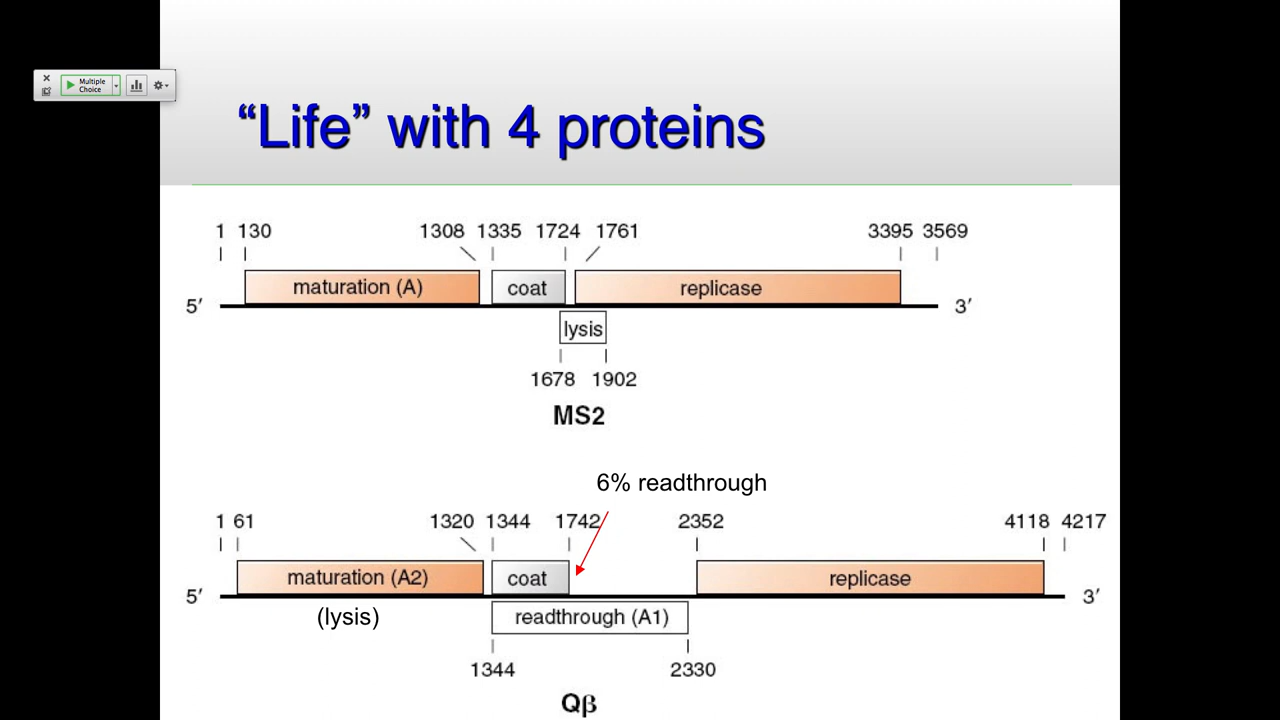 Multiple
Choice
“Life” with 4 proteins
1 130 1308 1335 1724 1761 3395 3569
maturation (A) coat replicase
5′ 3′
lysis
1678 1902
MS2
6% readthrough
1 61 1320 1344 1742 2352 4118 4217
maturation (A2) coat replicase
5′ 3′
(lysis) readthrough (A1)
1344 2330
Qβ